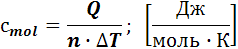 c_mol = Q / (n · ΔT) ; [Дж / (моль · К)]